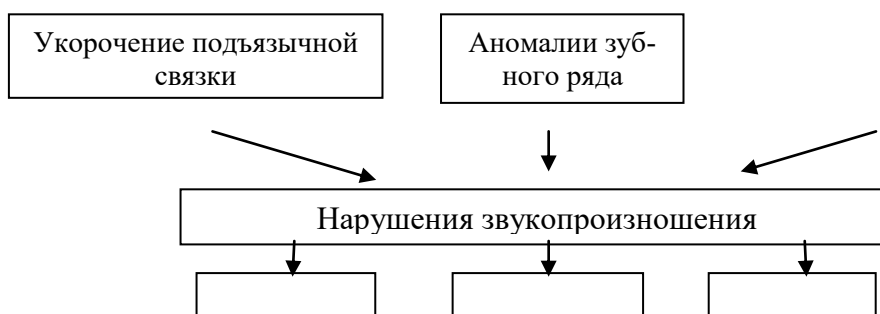 Укорочение подъязычной
связки
Аномалии зуб-
ного ряда
Нарушения звукопроизношения